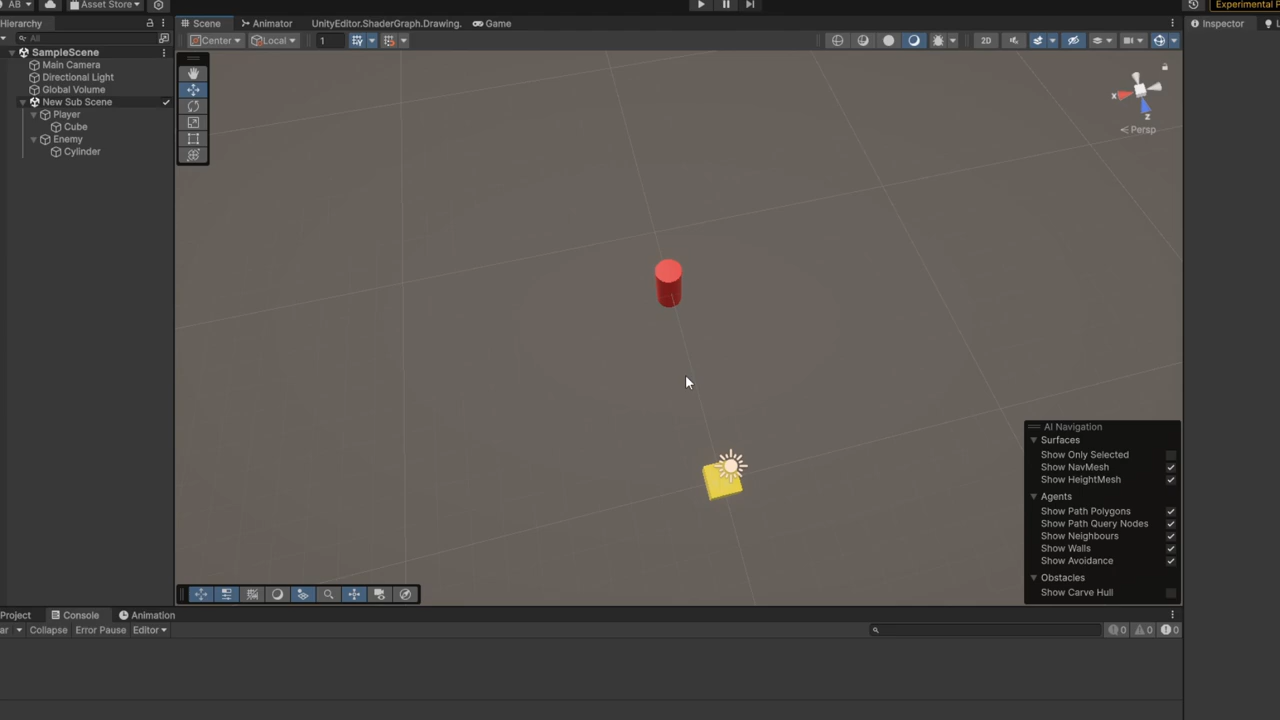 AB Asset Store Experimental P
Hierarchy Scene Animator UnityEditor.ShaderGraph.Drawing. Game Inspector L
All Center Local 1 2D
SampleScene
Main Camera
Directional Light
Global Volume
New Sub Scene
Player
Cube
Enemy
Cylinder
x
z
< Persp
AI Navigation
Surfaces
Show Only Selected
Show NavMesh
Show HeightMesh
Agents
Show Path Polygons
Show Path Query Nodes
Show Neighbours
Show Walls
Show Avoidance
Obstacles
Show Carve Hull
Project Console Animation
ar Collapse Error Pause Editor 0 0 0